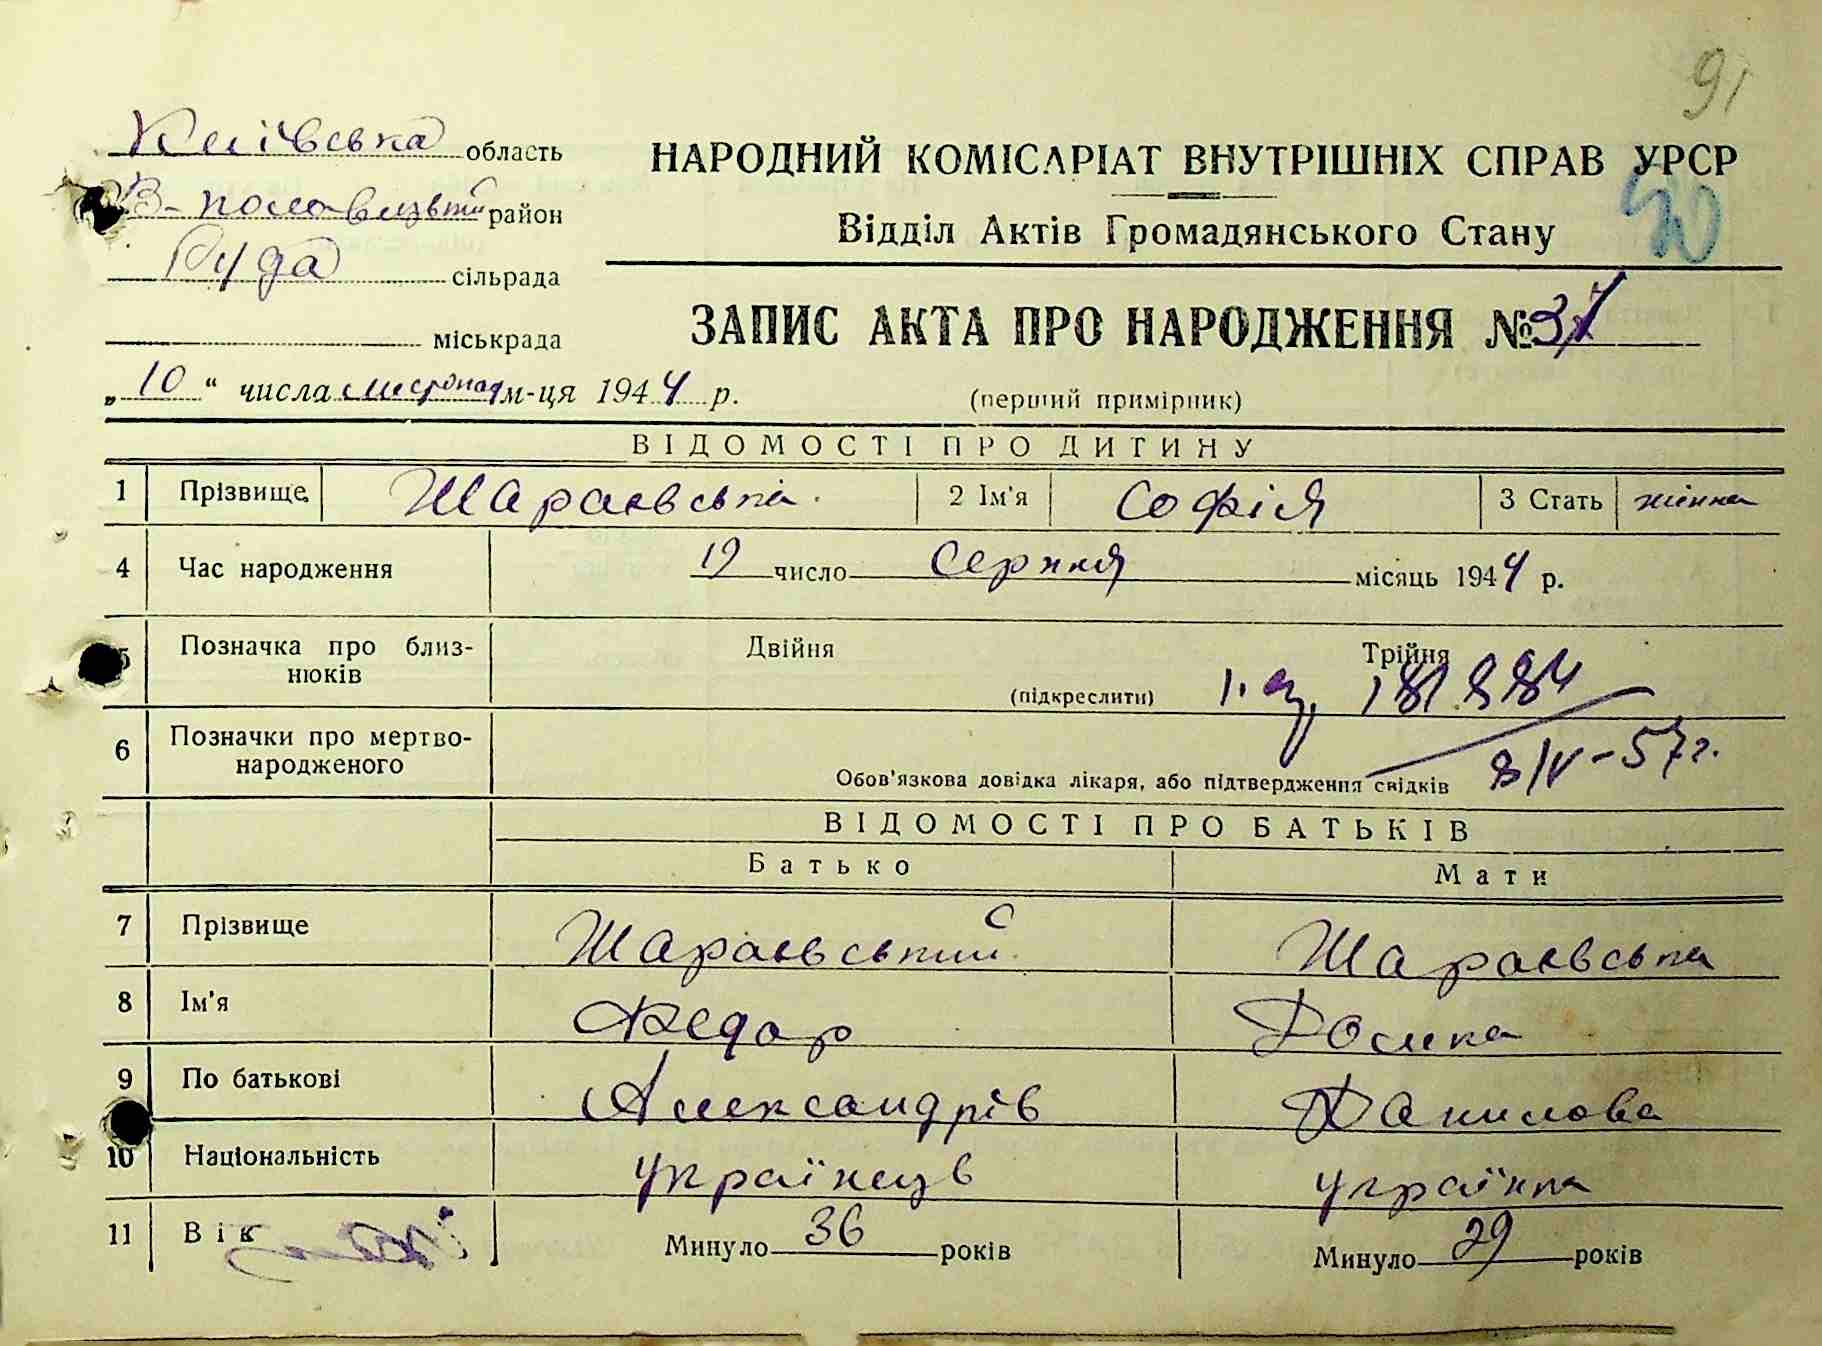 91
Київська область
В-половецький район
Руда сільрада
міськрада
НАРОДНИЙ КОМІСАРІАТ ВНУТРІШНІХ СПРАВ УРСР
Відділ Актів Громадянського Стану
ЗАПИС АКТА ПРО НАРОДЖЕННЯ №37
„10“ числа листопад м-ця 1944 р.
(перший примірник)
ВІДОМОСТІ ПРО ДИТИНУ
1 Прізвище Шараєвська. 2 Ім'я Софія 3 Стать жінка
4 Час народження 19 число Серпня місяць 1944 р.
5 Позначка про близнюків Двійня Трійня
(підкреслити)
6 Позначки про мертвонародженого
8/IV-57г.
Обов'язкова довідка лікаря, або підтвердження свідків
ВІДОМОСТІ ПРО БАТЬКІВ
Батько Мати
7 Прізвище Шараєвський Шараєвська
8 Ім'я Федор Домка
9 По батькові Александрів Данилова
10 Національність українець українка
11 Вік Минуло 36 років Минуло 29 років